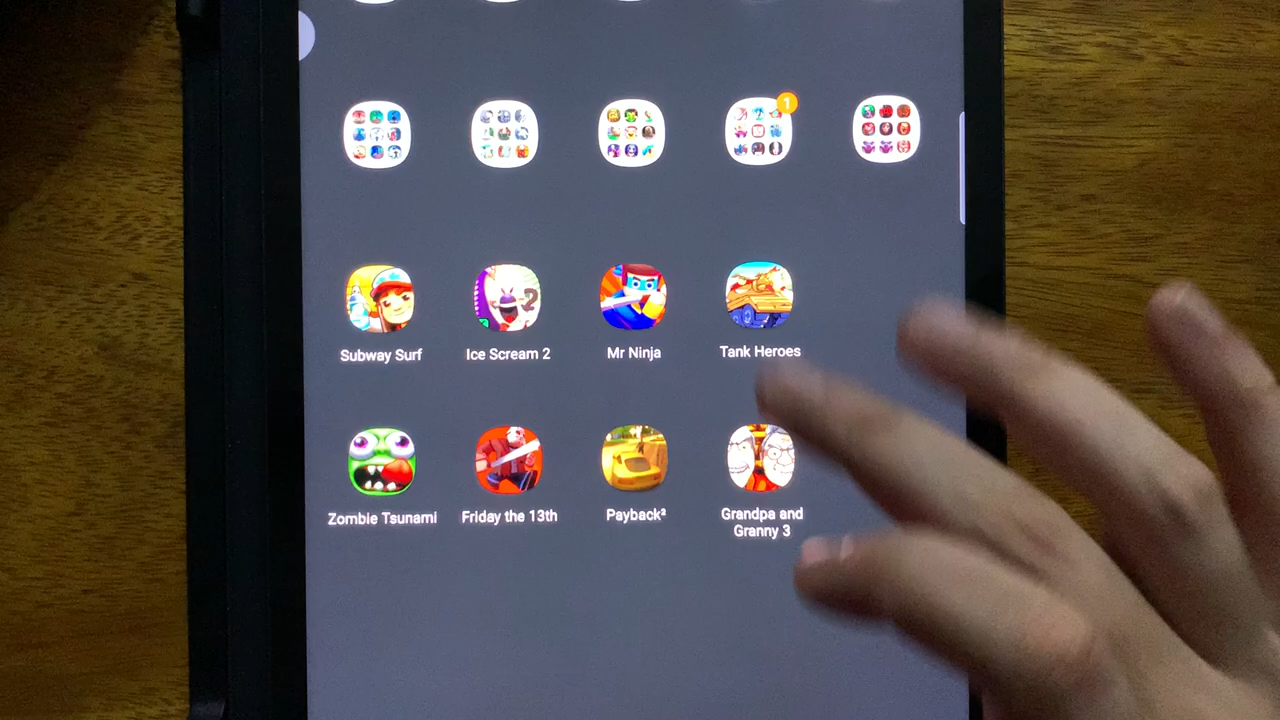 1
Subway Surf
Ice Scream 2
Mr Ninja
Tank Heroes
Zombie Tsunami
Friday the 13th
Payback²
Grandpa and
Granny 3